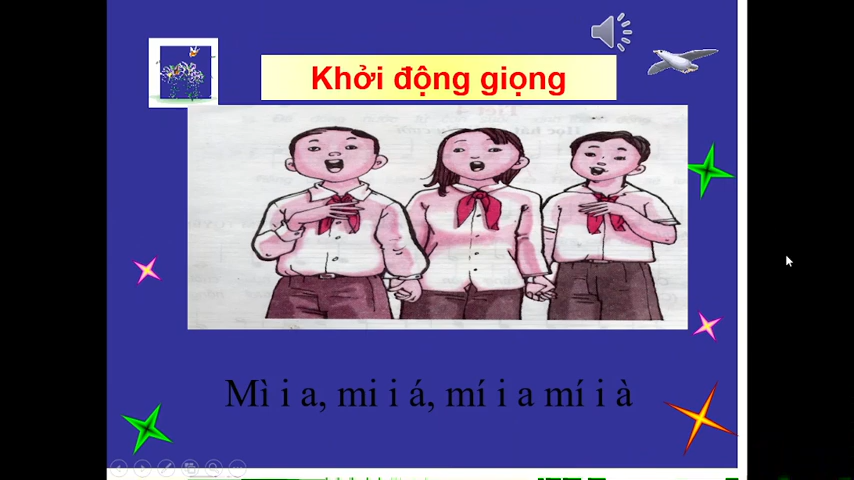 Khởi động giọng
Mì i a, mi i á, mí i a mí i à